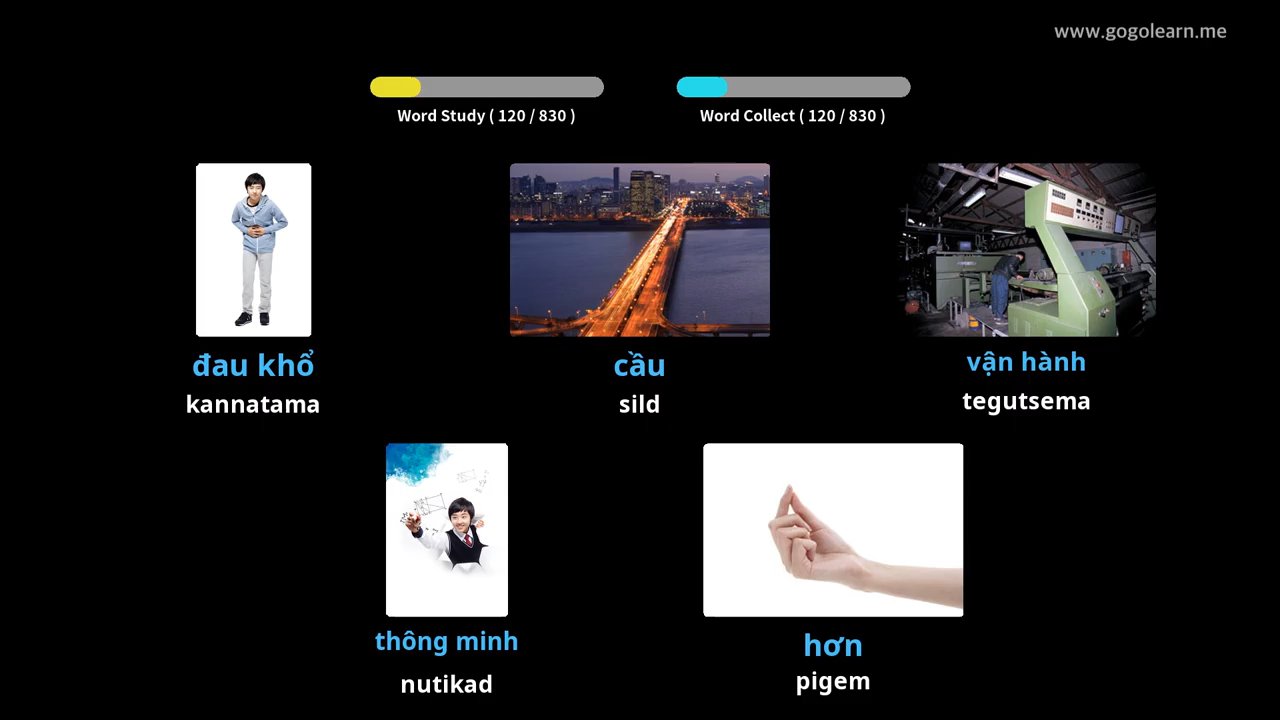 www.gogolearn.me
Word Study ( 120 / 830 )
Word Collect ( 120 / 830 )
đau khổ
kannatama
cầu
sild
vận hành
tegutsema
thông minh
nutikad
hơn
pigem